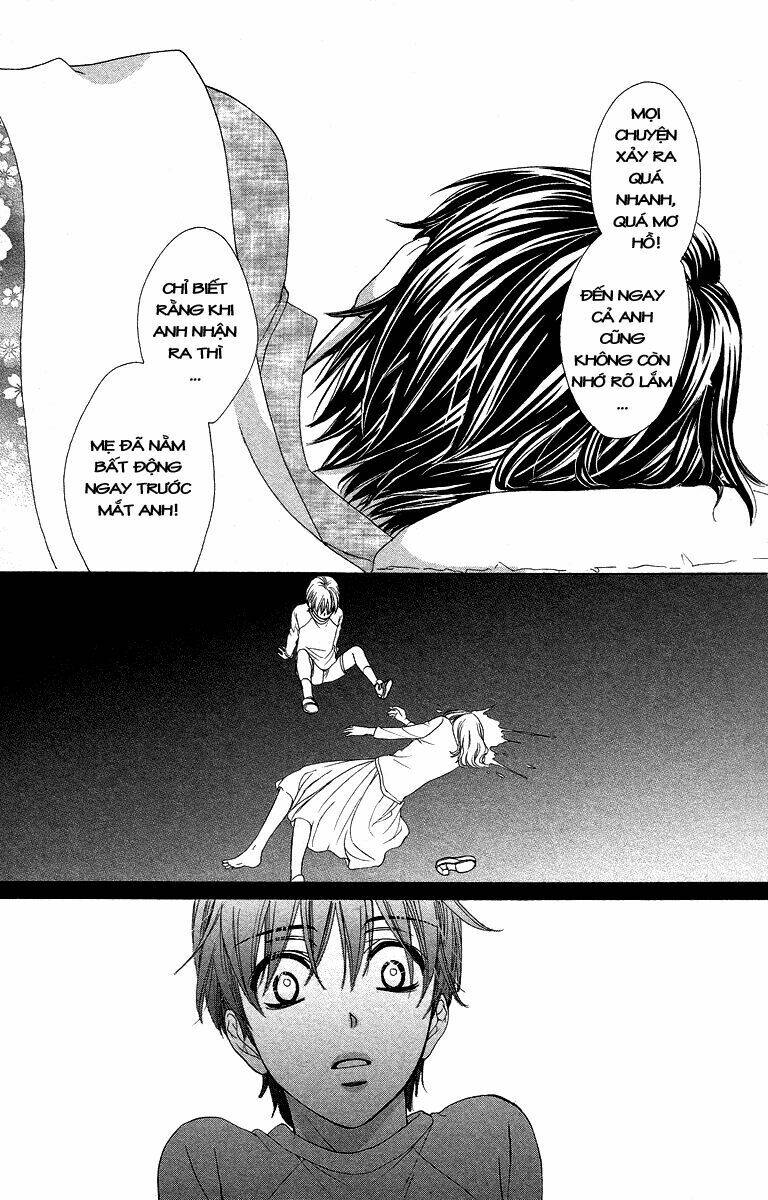 MỌI
CHUYỆN
XẢY RA
QUÁ
NHANH,
QUÁ MƠ
HỒ!
ĐẾN NGAY
CẢ ANH
CŨNG
KHÔNG CÒN
NHỚ RÕ LẮM
...
CHỈ BIẾT
RẰNG KHI
ANH NHẬN
RA THÌ
...
MẸ ĐÃ NẰM
BẤT ĐỘNG
NGAY TRƯỚC
MẮT ANH!